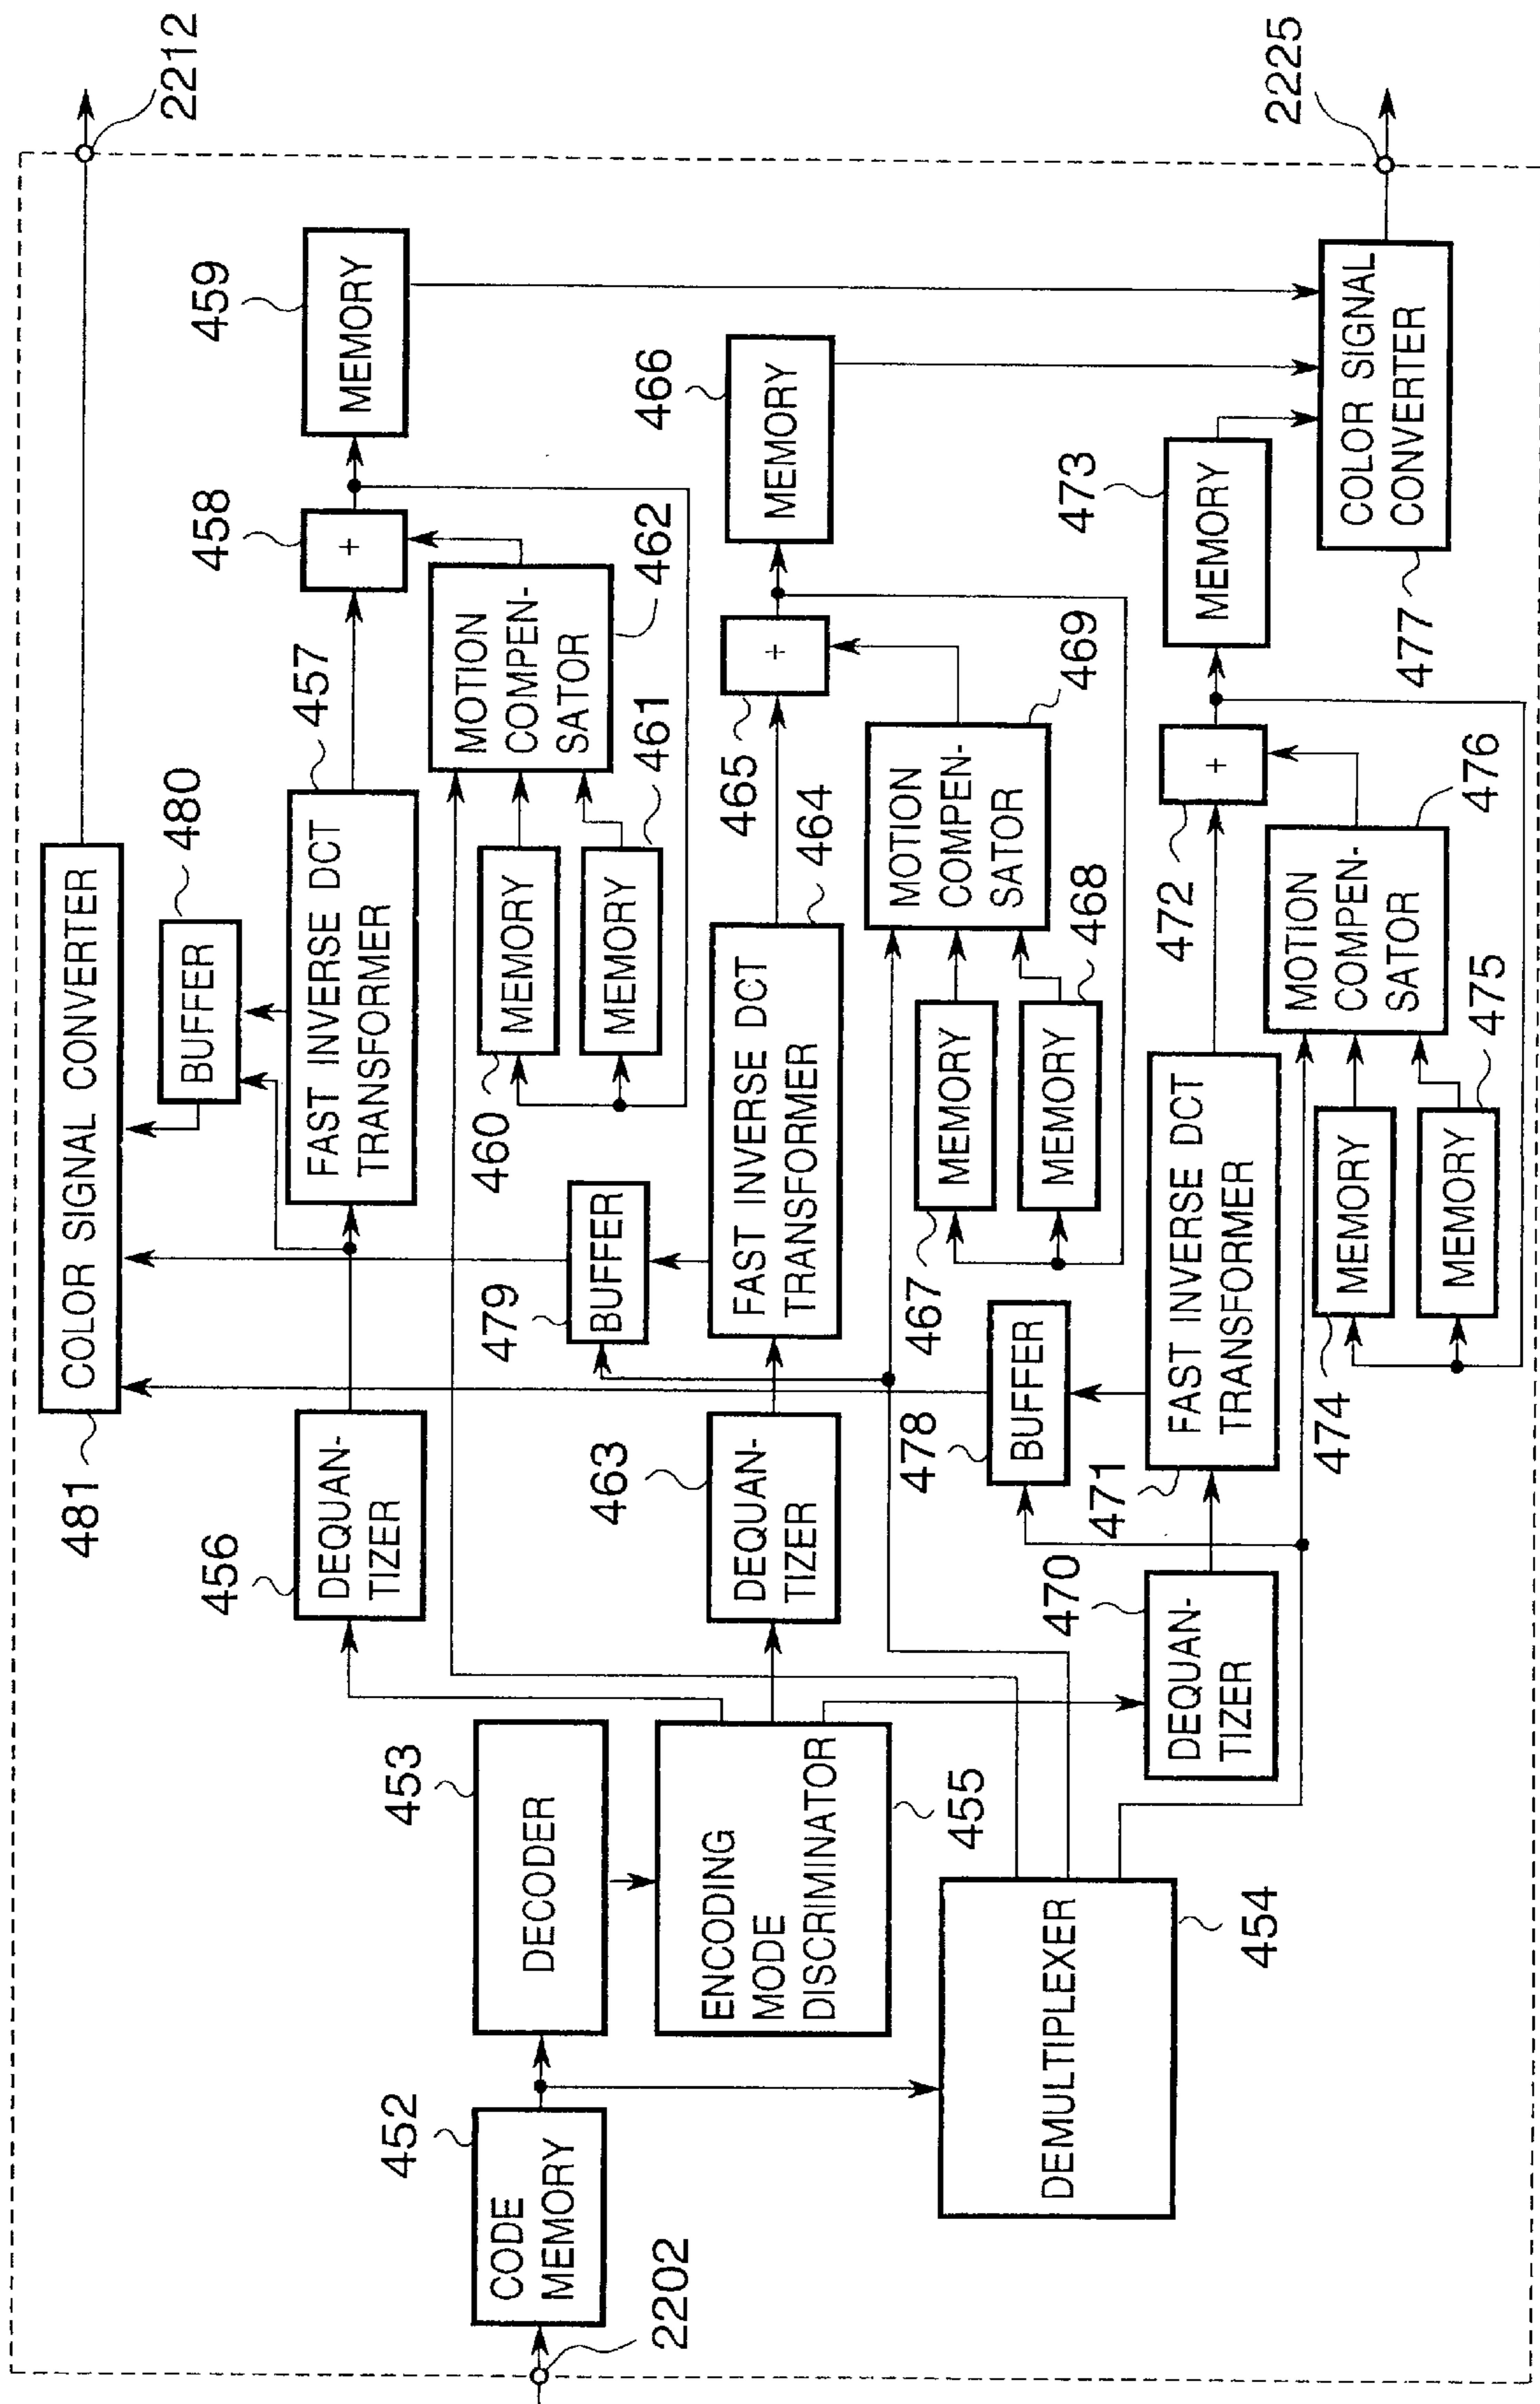 2202
452
CODE
MEMORY
453
DECODER
ENCODING
MODE
DISCRIMINATOR
455
DEMULTIPLEXER
454
481
COLOR SIGNAL CONVERTER
2212
456
DEQUAN-
TIZER
480
BUFFER
457
FAST INVERSE DCT
TRANSFORMER
458
+
459
MEMORY
460
MEMORY
461
MEMORY
462
MOTION
COMPEN-
SATOR
463
DEQUAN-
TIZER
479
BUFFER
464
FAST INVERSE DCT
TRANSFORMER
465
+
466
MEMORY
467
MEMORY
468
MEMORY
469
MOTION
COMPEN-
SATOR
470
DEQUAN-
TIZER
478
BUFFER
471
FAST INVERSE DCT
TRANSFORMER
472
+
473
MEMORY
474
MEMORY
475
MEMORY
476
MOTION
COMPEN-
SATOR
477
COLOR SIGNAL
CONVERTER
2225